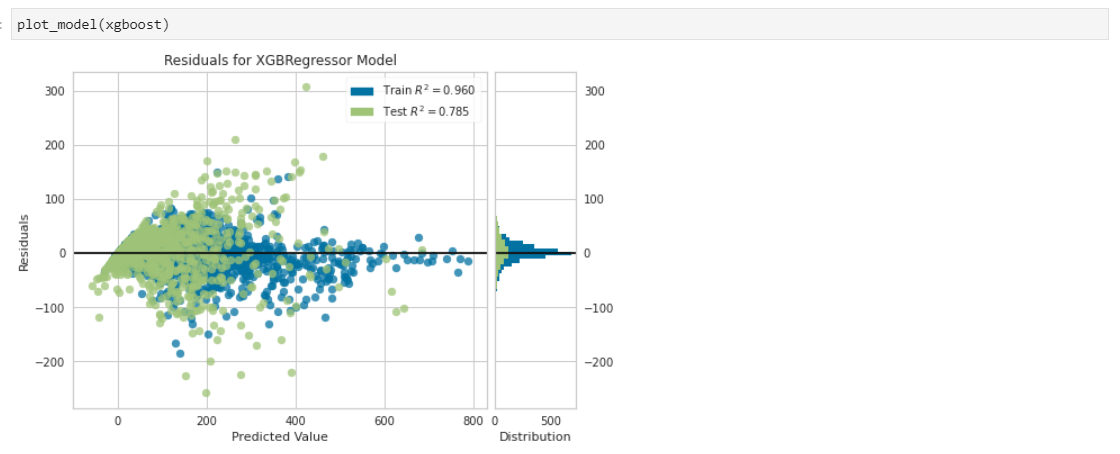 plot_model(xgboost)
Residuals for XGBRegressor Model
Train R² = 0.960
Test R² = 0.785
300
200
100
0
−100
−200
Residuals
0
200
400
600
800
Predicted Value
300
200
100
0
−100
−200
0
500
Distribution